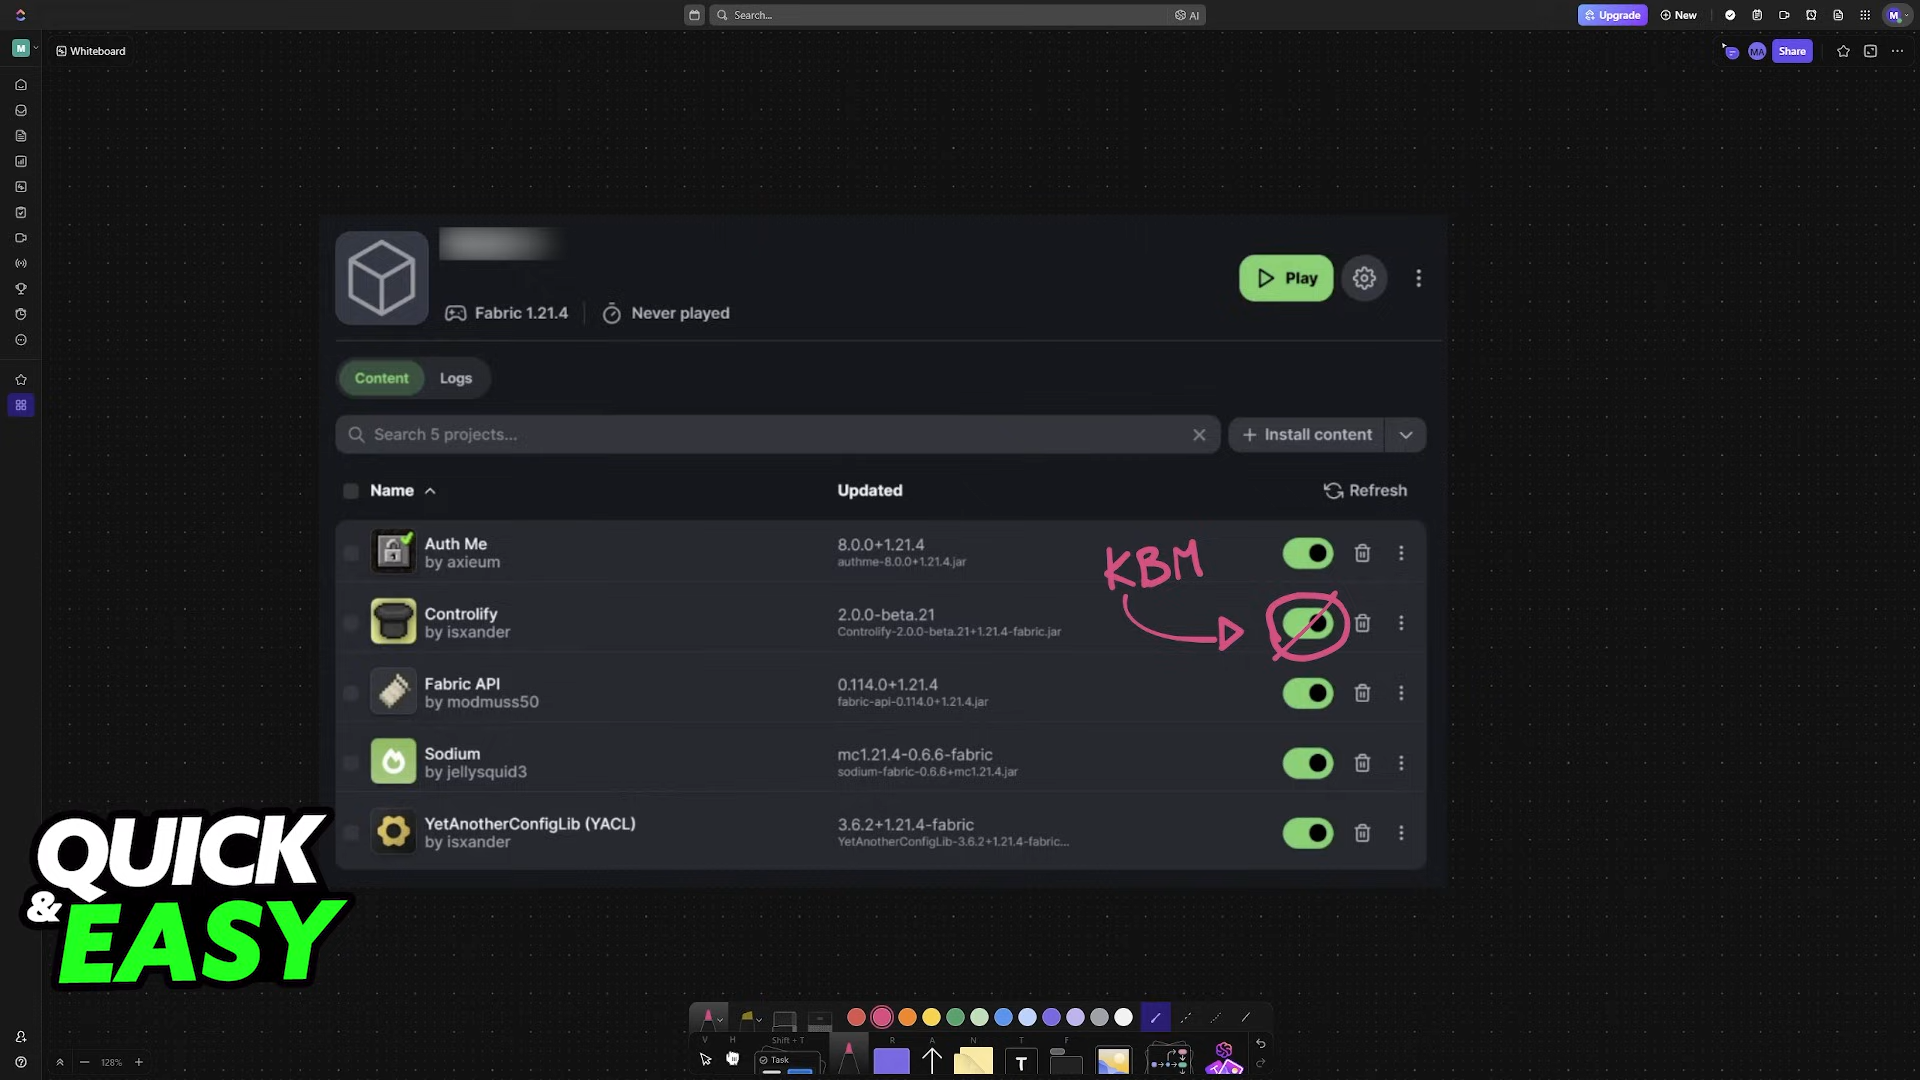 Search...
AI
Upgrade
New
M
M
Whiteboard
MA
Share
Play
Fabric 1.21.4
Never played
Content
Logs
Search 5 projects...
Install content
Name
Updated
Refresh
Auth Me
by axieum
8.0.0+1.21.4
authme-8.0.0+1.21.4.jar
KBM
Controlify
by isxander
2.0.0-beta.21
Controlify-2.0.0-beta.21+1.21.4-fabric.jar
Fabric API
by modmuss50
0.114.0+1.21.4
fabric-api-0.114.0+1.21.4.jar
Sodium
by jellysquid3
mc1.21.4-0.6.6-fabric
sodium-fabric-0.6.6+mc1.21.4.jar
YetAnotherConfigLib (YACL)
by isxander
3.6.2+1.21.4-fabric
YetAnotherConfigLib-3.6.2+1.21.4-fabric...
QUICK
& EASY
V
H
Shift + T
R
A
N
T
F
Task
T
128%